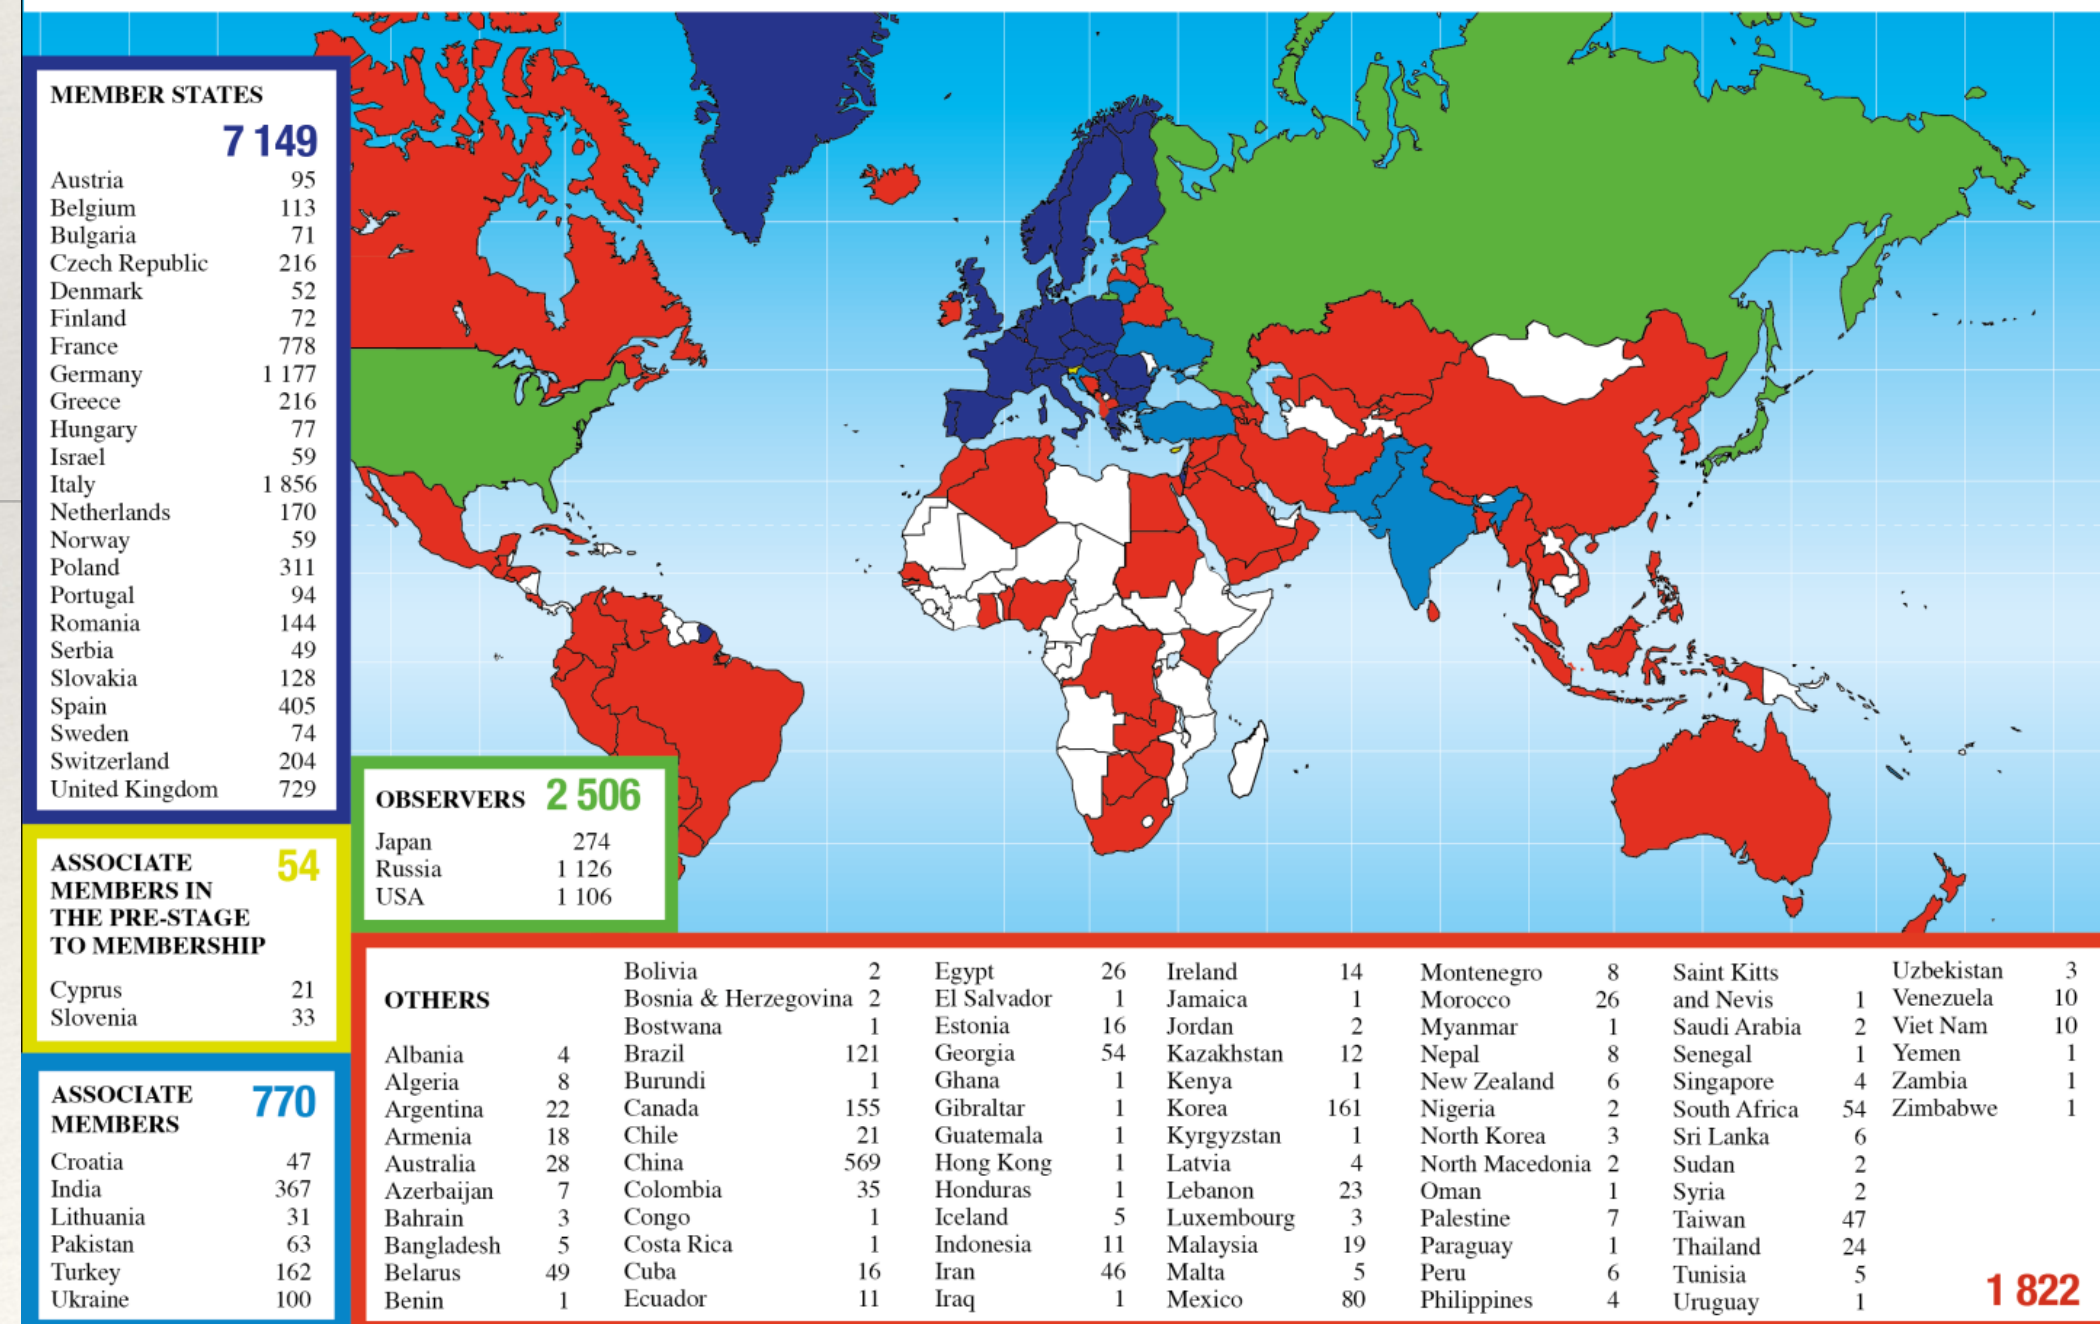 MEMBER STATES
7 149
Austria 95
Belgium 113
Bulgaria 71
Czech Republic 216
Denmark 52
Finland 72
France 778
Germany 1 177
Greece 216
Hungary 77
Israel 59
Italy 1 856
Netherlands 170
Norway 59
Poland 311
Portugal 94
Romania 144
Serbia 49
Slovakia 128
Spain 405
Sweden 74
Switzerland 204
United Kingdom 729
ASSOCIATE 54
MEMBERS IN
THE PRE-STAGE
TO MEMBERSHIP
Cyprus 21
Slovenia 33
ASSOCIATE 770
MEMBERS
Croatia 47
India 367
Lithuania 31
Pakistan 63
Turkey 162
Ukraine 100
OBSERVERS 2 506
Japan 274
Russia 1 126
USA 1 106
OTHERS
Albania 4
Algeria 8
Argentina 22
Armenia 18
Australia 28
Azerbaijan 7
Bahrain 3
Bangladesh 5
Belarus 49
Benin 1
Bolivia 2
Bosnia & Herzegovina 2
Bostwana 1
Brazil 121
Burundi 1
Canada 155
Chile 21
China 569
Colombia 35
Congo 1
Costa Rica 1
Cuba 16
Ecuador 11
Egypt 26
El Salvador 1
Estonia 16
Georgia 54
Ghana 1
Gibraltar 1
Guatemala 1
Hong Kong 1
Honduras 1
Iceland 5
Indonesia 11
Iran 46
Iraq 1
Ireland 14
Jamaica 1
Jordan 2
Kazakhstan 12
Kenya 1
Korea 161
Kyrgyzstan 1
Latvia 4
Lebanon 23
Luxembourg 3
Malaysia 19
Malta 5
Mexico 80
Montenegro 8
Morocco 26
Myanmar 1
Nepal 8
New Zealand 6
Nigeria 2
North Korea 3
North Macedonia 2
Oman 1
Palestine 7
Paraguay 1
Peru 6
Philippines 4
Saint Kitts
and Nevis 1
Saudi Arabia 2
Senegal 1
Singapore 4
South Africa 54
Sri Lanka 6
Sudan 2
Syria 2
Taiwan 47
Thailand 24
Tunisia 5
Uruguay 1
Uzbekistan 3
Venezuela 10
Viet Nam 10
Yemen 1
Zambia 1
Zimbabwe 1
1 822